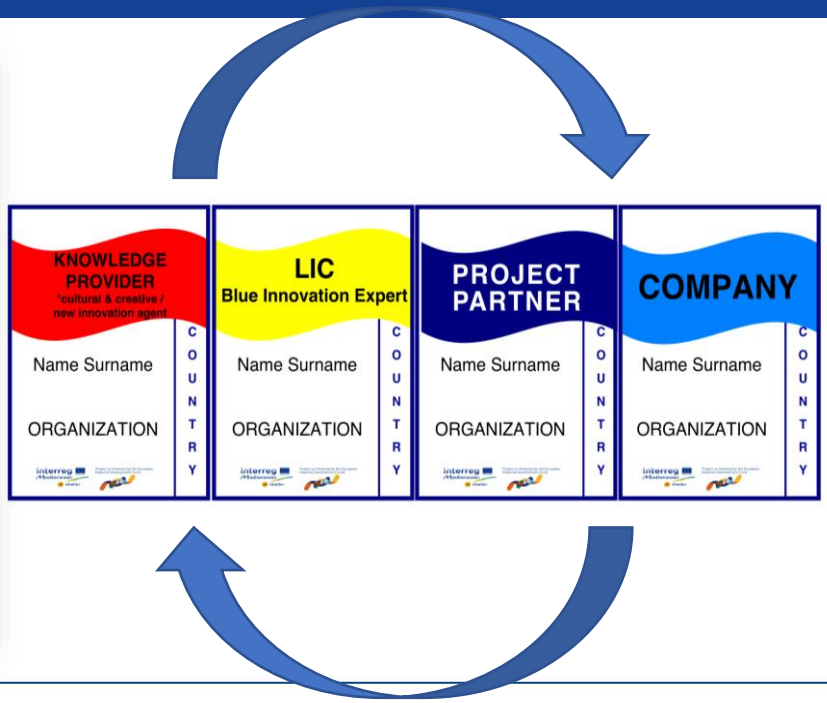 KNOWLEDGE
PROVIDER
*cultural & creative /
new innovation agent
COUNTRY
Name Surname
ORGANIZATION
interreg
Mediterranean
LIC
Blue Innovation Expert
COUNTRY
Name Surname
ORGANIZATION
interreg
Mediterranean
PROJECT
PARTNER
COUNTRY
Name Surname
ORGANIZATION
interreg
Mediterranean
COMPANY
COUNTRY
Name Surname
ORGANIZATION
interreg
Mediterranean